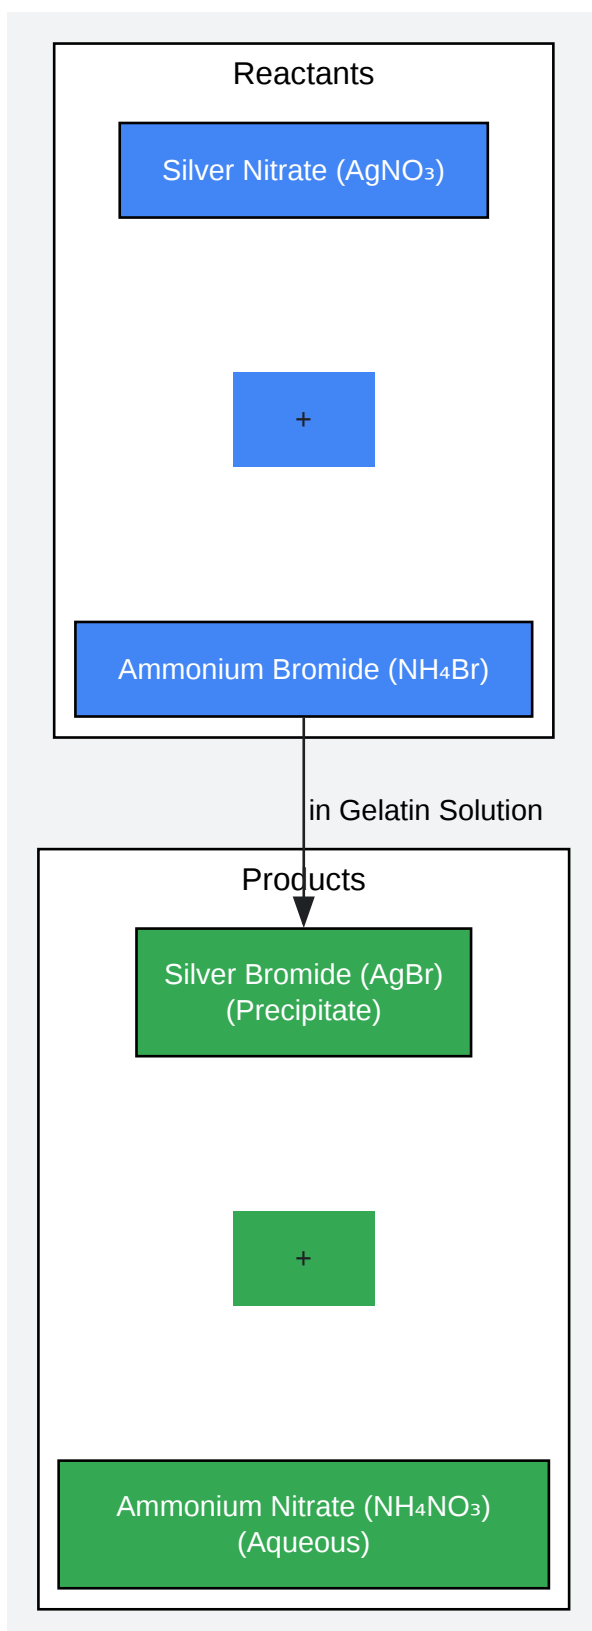 Reactants
Silver Nitrate (AgNO₃)
+
Ammonium Bromide (NH₄Br)
in Gelatin Solution
Products
Silver Bromide (AgBr)
(Precipitate)
+
Ammonium Nitrate (NH₄NO₃)
(Aqueous)